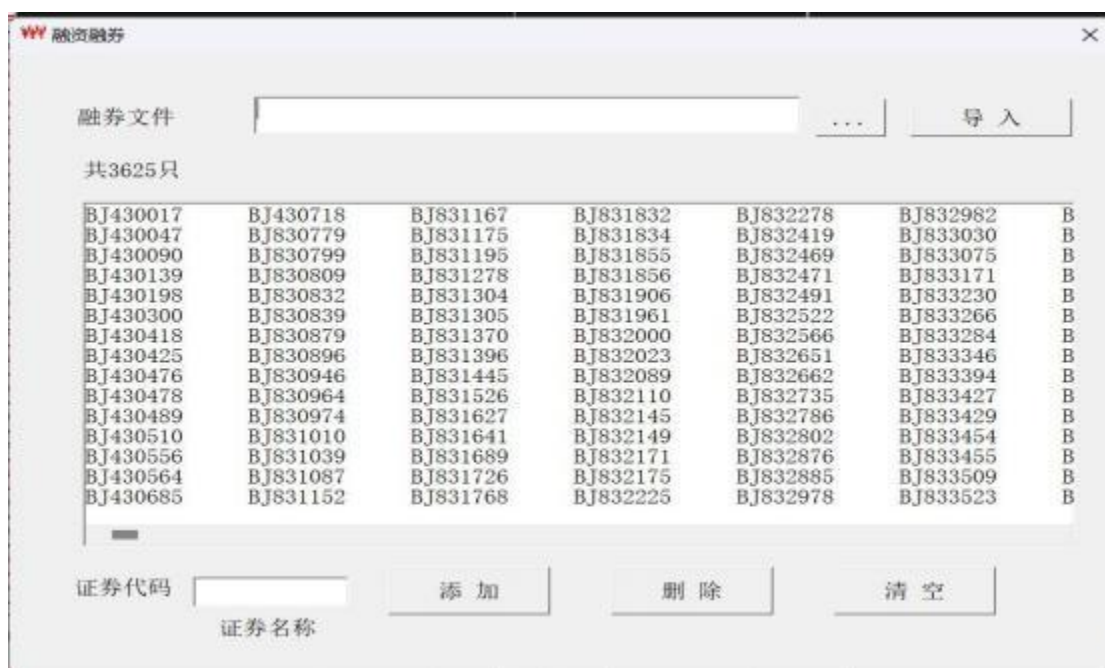 融资融券
融券文件 ... 导 入
共3625只
BJ430017 BJ430718 BJ831167 BJ831832 BJ832278 BJ832982 B
BJ430047 BJ830779 BJ831175 BJ831834 BJ832419 BJ833030 B
BJ430090 BJ830799 BJ831195 BJ831855 BJ832469 BJ833075 B
BJ430139 BJ830809 BJ831278 BJ831856 BJ832471 BJ833171 B
BJ430198 BJ830832 BJ831304 BJ831906 BJ832491 BJ833230 B
BJ430300 BJ830839 BJ831305 BJ831961 BJ832522 BJ833266 B
BJ430418 BJ830879 BJ831370 BJ832000 BJ832566 BJ833284 B
BJ430425 BJ830896 BJ831396 BJ832023 BJ832651 BJ833346 B
BJ430476 BJ830946 BJ831445 BJ832089 BJ832662 BJ833394 B
BJ430478 BJ830964 BJ831526 BJ832110 BJ832735 BJ833427 B
BJ430489 BJ830974 BJ831627 BJ832145 BJ832786 BJ833429 B
BJ430510 BJ831010 BJ831641 BJ832149 BJ832802 BJ833454 B
BJ430556 BJ831039 BJ831689 BJ832171 BJ832876 BJ833455 B
BJ430564 BJ831087 BJ831726 BJ832175 BJ832885 BJ833509 B
BJ430685 BJ831152 BJ831768 BJ832225 BJ832978 BJ833523 B
证券代码 添 加 删 除 清 空
证券名称